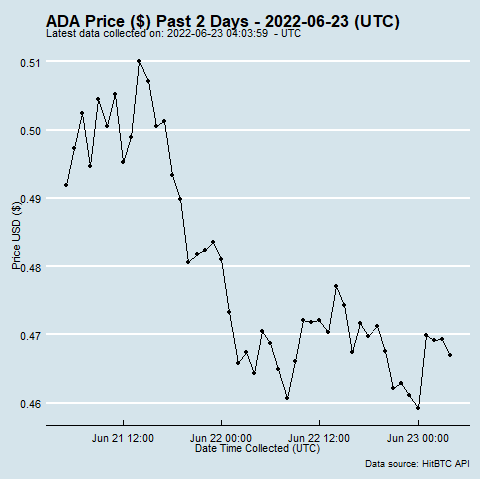 ADA Price ($) Past 2 Days - 2022-06-23 (UTC)
Latest data collected on: 2022-06-23 04:03:59 - UTC
Price USD ($)
0.51
0.50
0.49
0.48
0.47
0.46
Jun 21 12:00 Jun 22 00:00 Jun 22 12:00 Jun 23 00:00
Date Time Collected (UTC)
Data source: HitBTC API